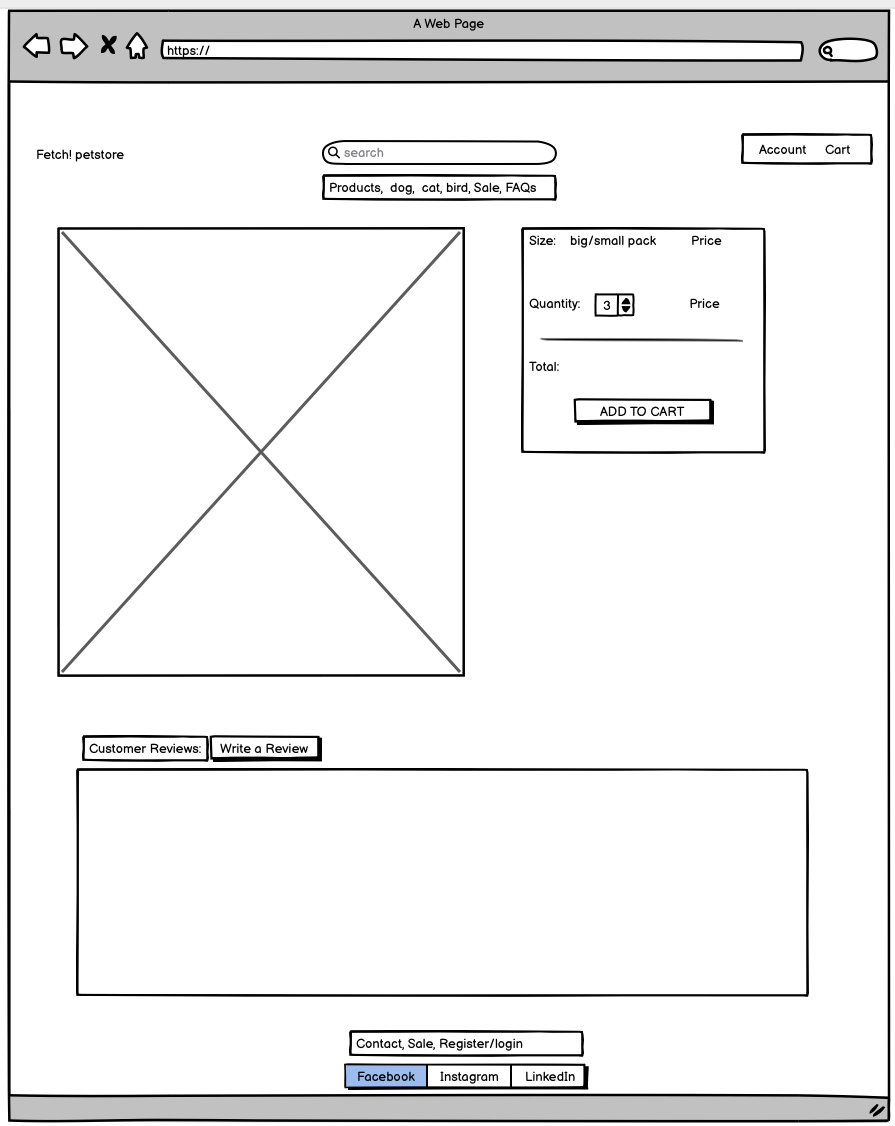 A Web Page
https://
Fetch! petstore
search
Account Cart
Products, dog, cat, bird, Sale, FAQs
Size: big/small pack Price
Quantity: 3 Price
Total:
ADD TO CART
Customer Reviews: Write a Review
Contact, Sale, Register/login
Facebook Instagram LinkedIn